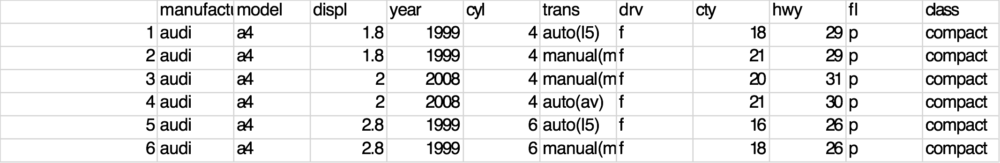 manufactu model displ year cyl trans drv cty hwy fl class
1 audi a4 1.8 1999 4 auto(l5) f 18 29 p compact
2 audi a4 1.8 1999 4 manual(m f 21 29 p compact
3 audi a4 2 2008 4 manual(m f 20 31 p compact
4 audi a4 2 2008 4 auto(av) f 21 30 p compact
5 audi a4 2.8 1999 6 auto(l5) f 16 26 p compact
6 audi a4 2.8 1999 6 manual(m f 18 26 p compact